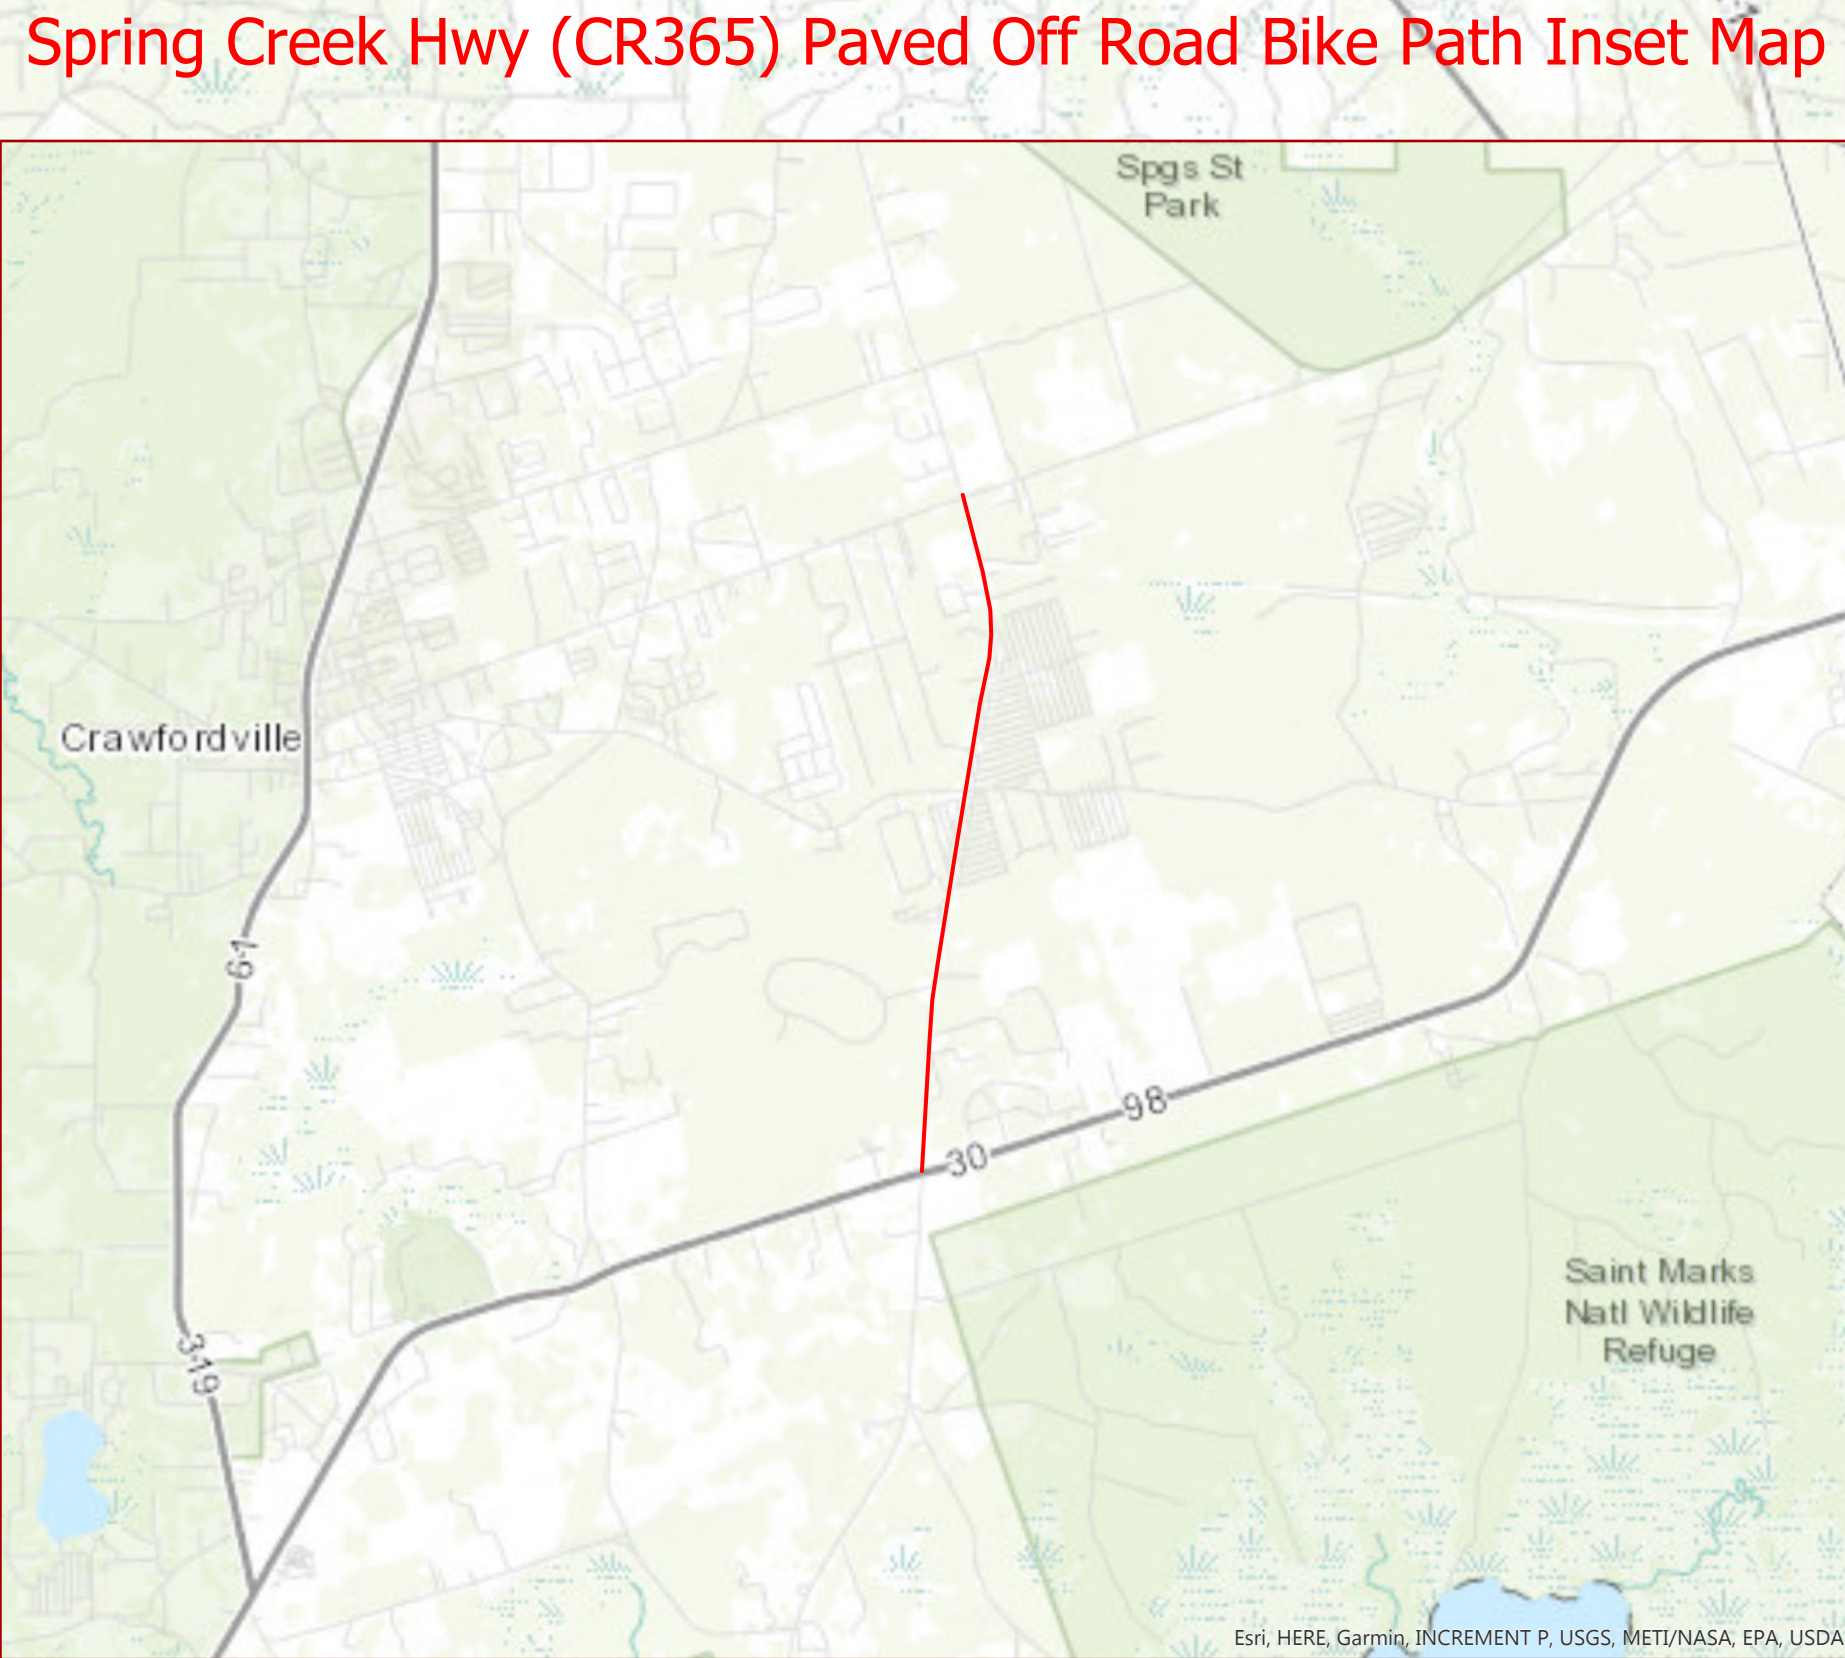 Spring Creek Hwy (CR365) Paved Off Road Bike Path Inset Map
Spgs St
Park
Crawfordville
61
98
30
Saint Marks
Natl Wildlife
Refuge
319
Esri, HERE, Garmin, INCREMENT P, USGS, METI/NASA, EPA, USDA